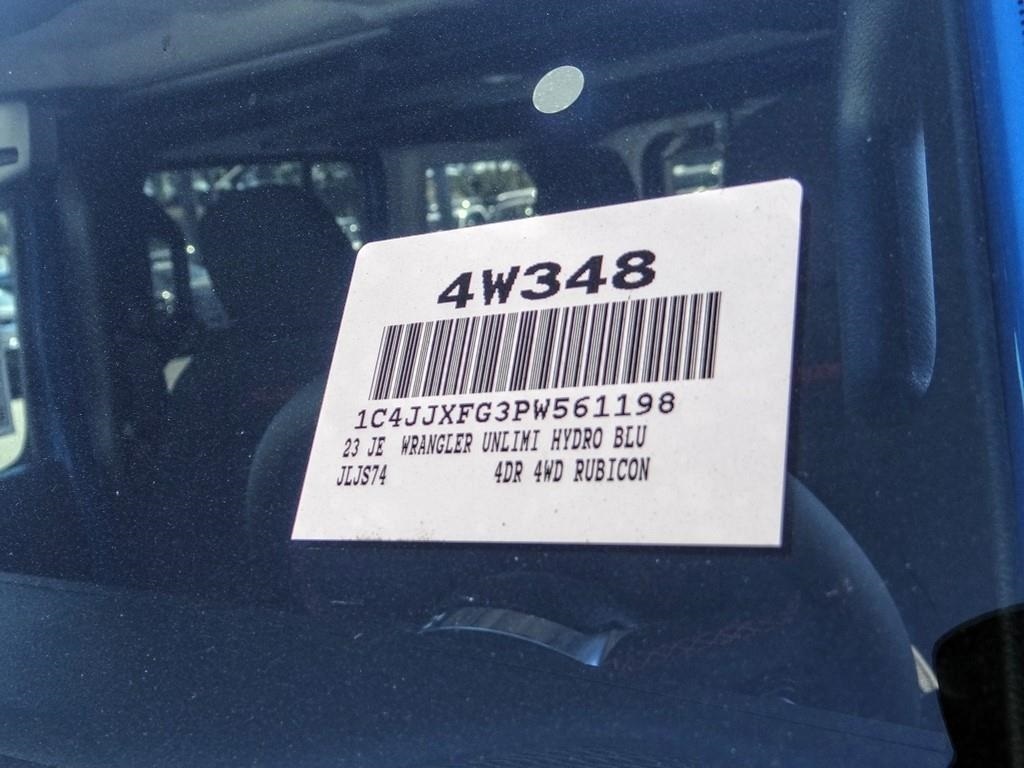 4W348
1C4JJXFG3PW561198
23 JE WRANGLER UNLIMI HYDRO BLU
JLJS74 4DR 4WD RUBICON